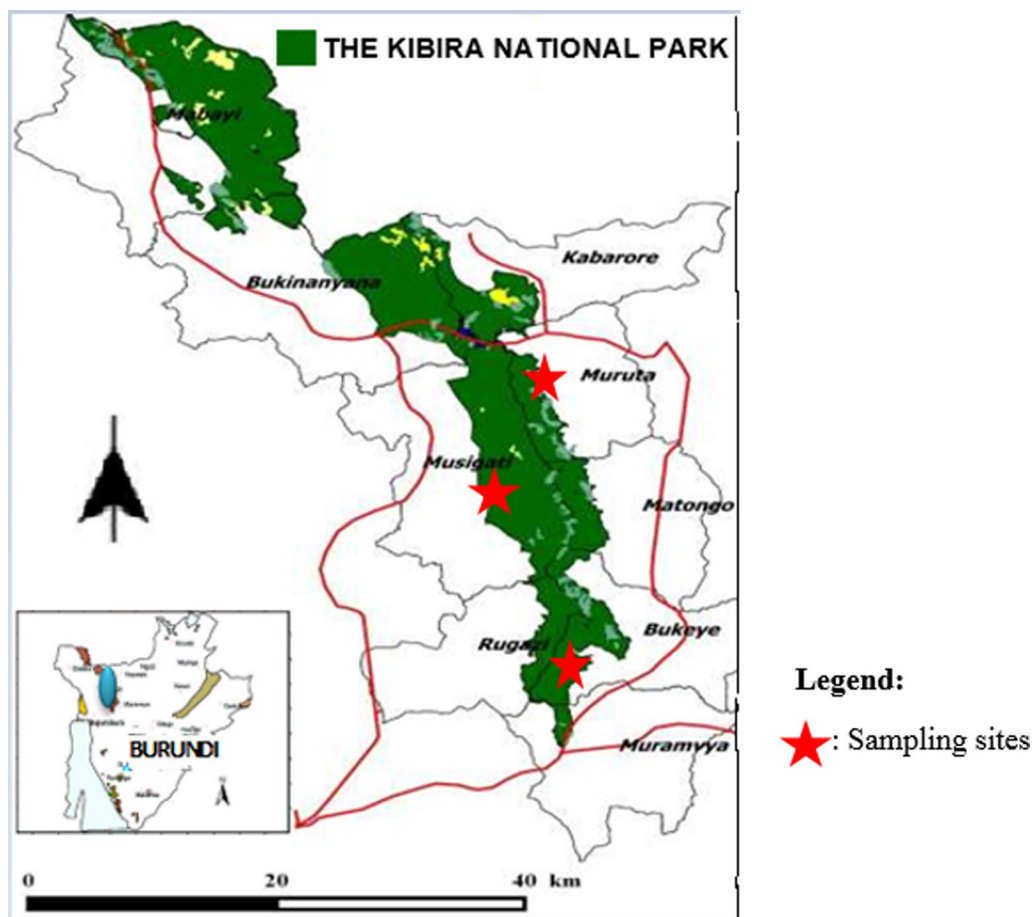 THE KIBIRA NATIONAL PARK
Mabayi
Kabarore
Bukinanyana
Muruta
Musigati
Matongo
Rugazi
Bukeye
Muramvya
BURUNDI
Legend:
: Sampling sites
0 20 40 km